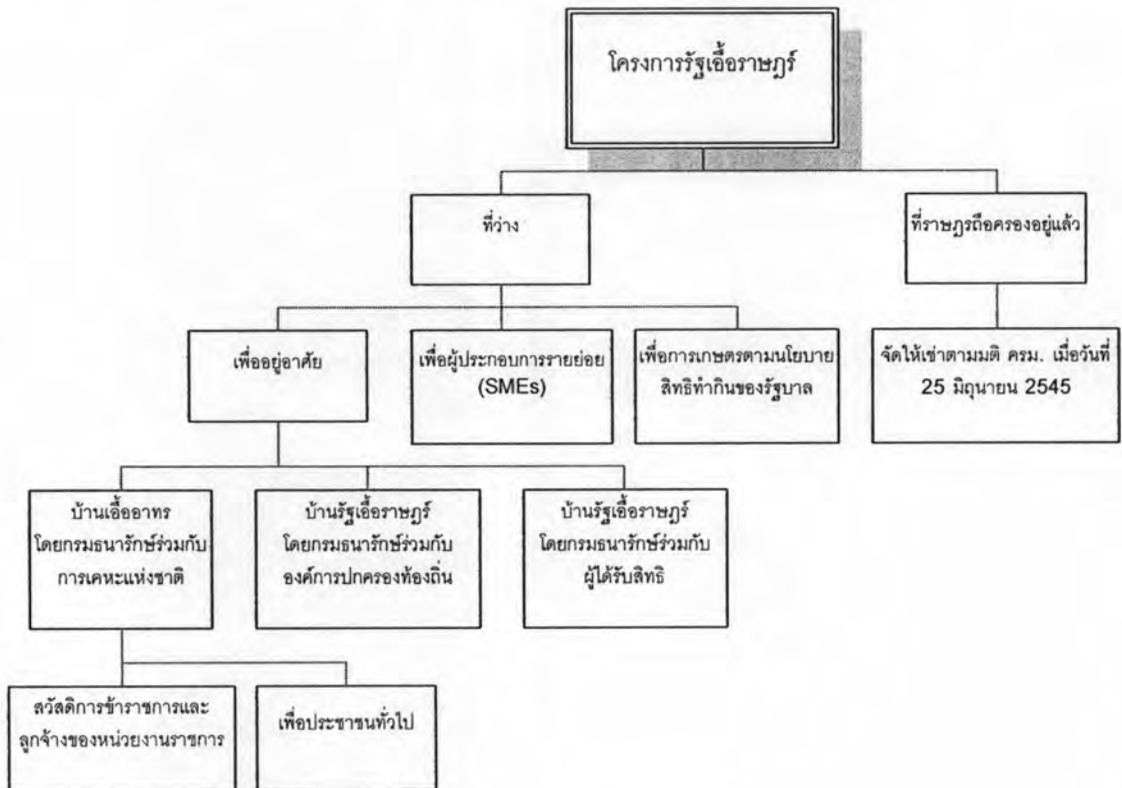 โครงการรัฐเอื้อราษฎร์
ที่ว่าง
ที่ราษฎรถือครองอยู่แล้ว
เพื่ออยู่อาศัย
เพื่อผู้ประกอบการรายย่อย
(SMEs)
เพื่อการเกษตรตามนโยบาย
สิทธิทำกินของรัฐบาล
จัดให้เช่าตามมติ ครม. เมื่อวันที่
25 มิถุนายน 2545
บ้านเอื้ออาทร
โดยกรมธนารักษ์ร่วมกับ
การเคหะแห่งชาติ
บ้านรัฐเอื้อราษฎร์
โดยกรมธนารักษ์ร่วมกับ
องค์การปกครองท้องถิ่น
บ้านรัฐเอื้อราษฎร์
โดยกรมธนารักษ์ร่วมกับ
ผู้ได้รับสิทธิ
สวัสดิการข้าราชการและ
ลูกจ้างของหน่วยงานราชการ
เพื่อประชาชนทั่วไป